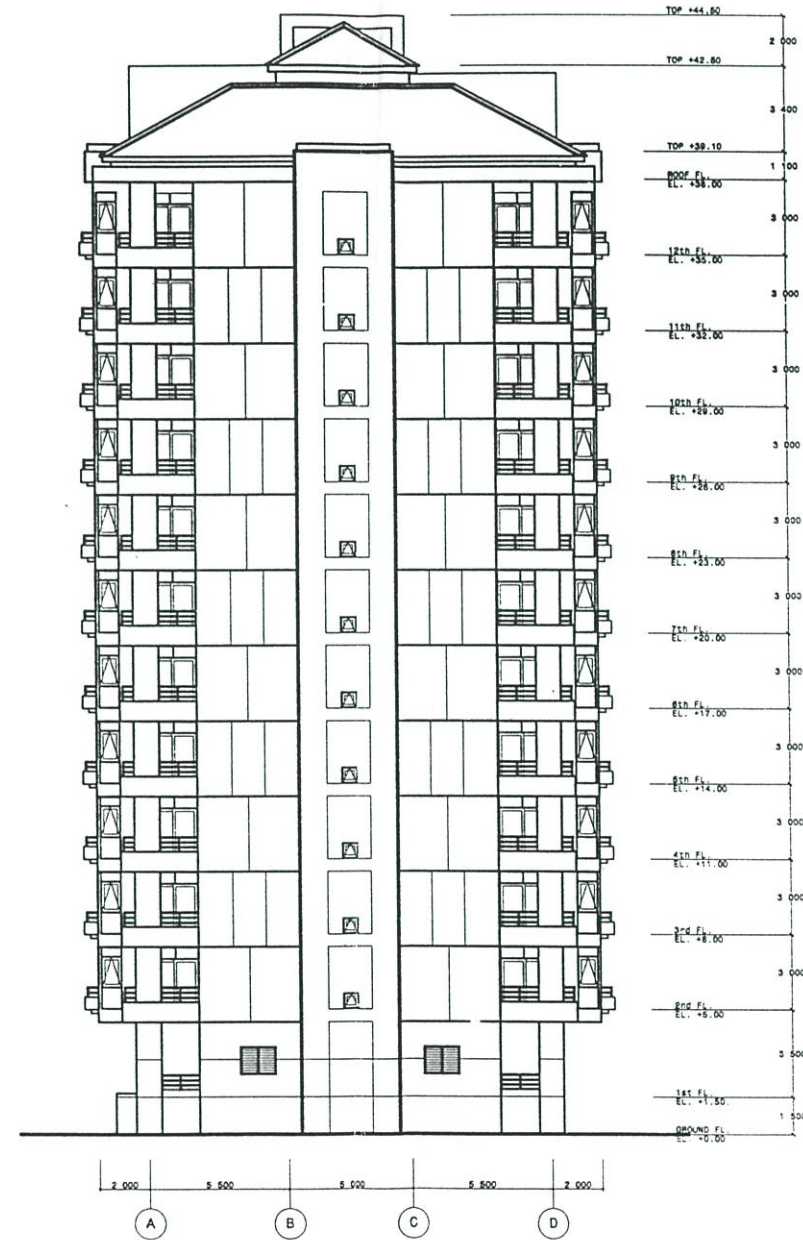 TOP +44.60
2 000
TOP +42.60
3 400
TOP +39.10
1 100
ROOF FL.
EL. +38.00
3 000
12th FL.
EL. +35.00
3 000
11th FL.
EL. +32.00
3 000
10th FL.
EL. +29.00
3 000
9th FL.
EL. +26.00
3 000
8th FL.
EL. +23.00
3 000
7th FL.
EL. +20.00
3 000
6th FL.
EL. +17.00
3 000
5th FL.
EL. +14.00
3 000
4th FL.
EL. +11.00
3 000
3rd FL.
EL. +8.00
3 000
2nd FL.
EL. +5.00
3 500
1st FL.
EL. +1.50
1 500
GROUND FL.
EL. +0.00
2 000 5 500 5 000 5 500 2 000
A B C D